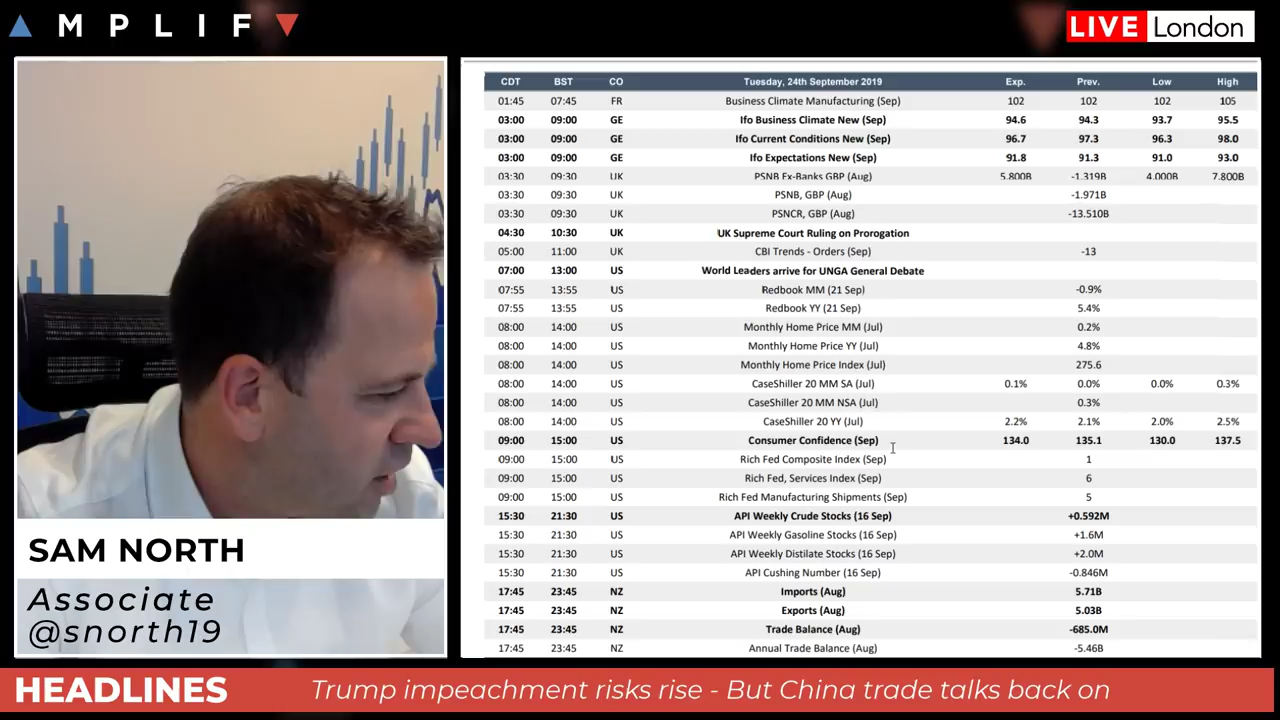 MPLIF
LIVE London
CDT BST CO Tuesday, 24th September 2019 Exp. Prev. Low High
01:45 07:45 FR Business Climate Manufacturing (Sep) 102 102 102 105
03:00 09:00 GE Ifo Business Climate New (Sep) 94.6 94.3 93.7 95.5
03:00 09:00 GE Ifo Current Conditions New (Sep) 96.7 97.3 96.3 98.0
03:00 09:00 GE Ifo Expectations New (Sep) 91.8 91.3 91.0 93.0
03:30 09:30 UK PSNB Ex-Banks GBP (Aug) 5.800B -1.319B 4.000B 7.800B
03:30 09:30 UK PSNB, GBP (Aug) -1.971B
03:30 09:30 UK PSNCR, GBP (Aug) -13.510B
04:30 10:30 UK UK Supreme Court Ruling on Prorogation
05:00 11:00 UK CBI Trends - Orders (Sep) -13
07:00 13:00 US World Leaders arrive for UNGA General Debate
07:55 13:55 US Redbook MM (21 Sep) -0.9%
07:55 13:55 US Redbook YY (21 Sep) 5.4%
08:00 14:00 US Monthly Home Price MM (Jul) 0.2%
08:00 14:00 US Monthly Home Price YY (Jul) 4.8%
08:00 14:00 US Monthly Home Price Index (Jul) 275.6
08:00 14:00 US CaseShiller 20 MM SA (Jul) 0.1% 0.0% 0.0% 0.3%
08:00 14:00 US CaseShiller 20 MM NSA (Jul) 0.3%
08:00 14:00 US CaseShiller 20 YY (Jul) 2.2% 2.1% 2.0% 2.5%
09:00 15:00 US Consumer Confidence (Sep) 134.0 135.1 130.0 137.5
09:00 15:00 US Rich Fed Composite Index (Sep) 1
09:00 15:00 US Rich Fed, Services Index (Sep) 6
09:00 15:00 US Rich Fed Manufacturing Shipments (Sep) 5
15:30 21:30 US API Weekly Crude Stocks (16 Sep) +0.592M
15:30 21:30 US API Weekly Gasoline Stocks (16 Sep) +1.6M
15:30 21:30 US API Weekly Distilate Stocks (16 Sep) +2.0M
15:30 21:30 US API Cushing Number (16 Sep) -0.846M
17:45 23:45 NZ Imports (Aug) 5.71B
17:45 23:45 NZ Exports (Aug) 5.03B
17:45 23:45 NZ Trade Balance (Aug) -685.0M
17:45 23:45 NZ Annual Trade Balance (Aug) -5.46B
SAM NORTH
Associate
@snorth19
HEADLINES Trump impeachment risks rise - But China trade talks back on